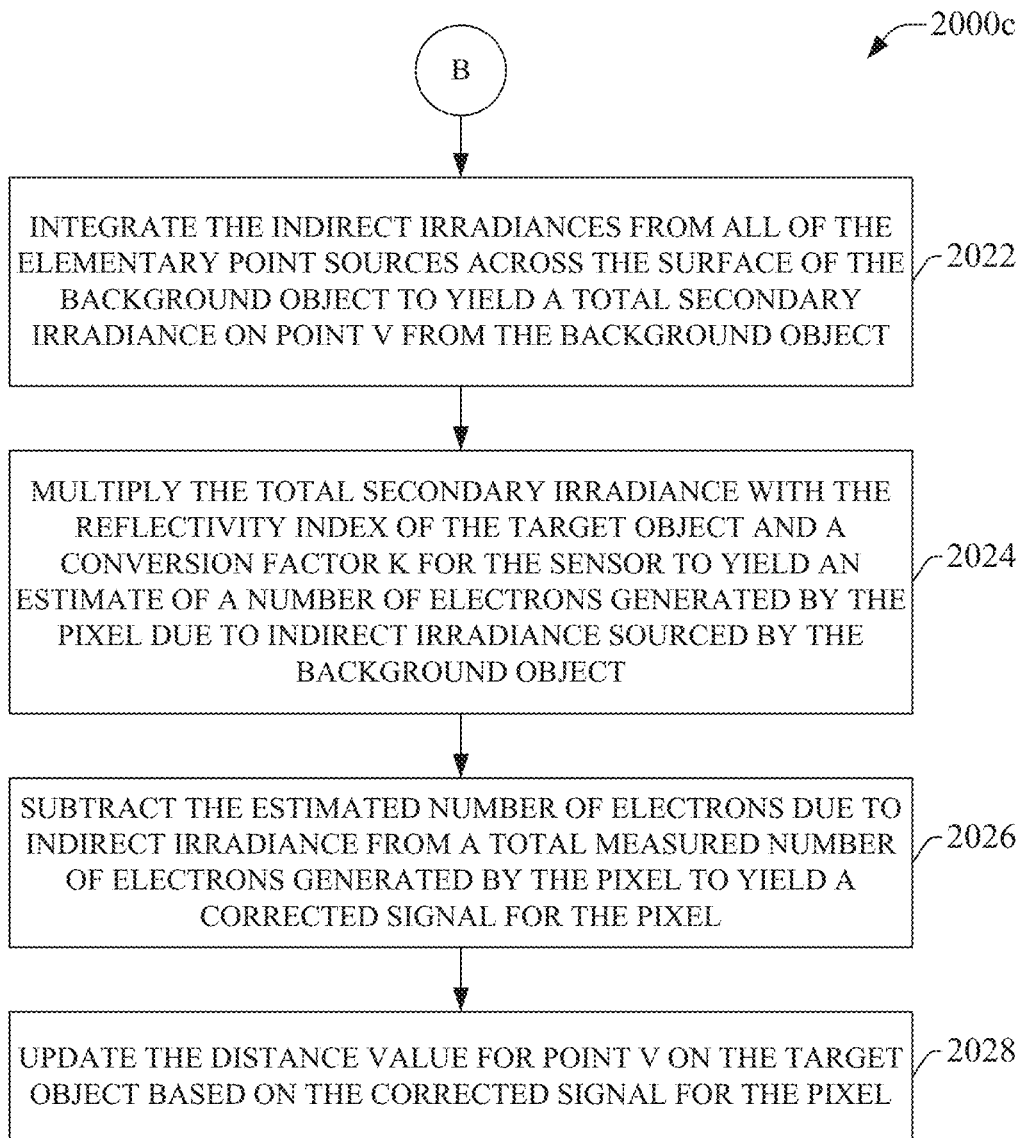 2000c
B
INTEGRATE THE INDIRECT IRRADIANCES FROM ALL OF THE
ELEMENTARY POINT SOURCES ACROSS THE SURFACE OF THE
BACKGROUND OBJECT TO YIELD A TOTAL SECONDARY
IRRADIANCE ON POINT V FROM THE BACKGROUND OBJECT
2022
MULTIPLY THE TOTAL SECONDARY IRRADIANCE WITH THE
REFLECTIVITY INDEX OF THE TARGET OBJECT AND A
CONVERSION FACTOR K FOR THE SENSOR TO YIELD AN
ESTIMATE OF A NUMBER OF ELECTRONS GENERATED BY THE
PIXEL DUE TO INDIRECT IRRADIANCE SOURCED BY THE
BACKGROUND OBJECT
2024
SUBTRACT THE ESTIMATED NUMBER OF ELECTRONS DUE TO
INDIRECT IRRADIANCE FROM A TOTAL MEASURED NUMBER
OF ELECTRONS GENERATED BY THE PIXEL TO YIELD A
CORRECTED SIGNAL FOR THE PIXEL
2026
UPDATE THE DISTANCE VALUE FOR POINT V ON THE TARGET
OBJECT BASED ON THE CORRECTED SIGNAL FOR THE PIXEL
2028